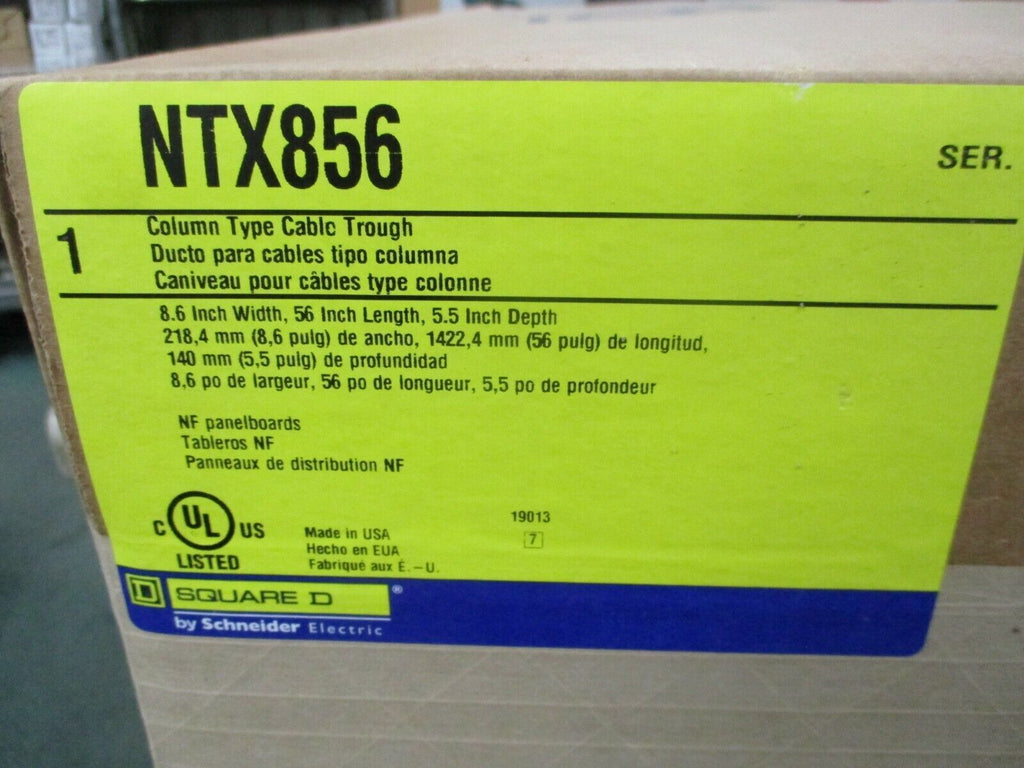 NTX856
SER.
1
Column Type Cable Trough
Ducto para cables tipo columna
Caniveau pour câbles type colonne
8.6 Inch Width, 56 Inch Length, 5.5 Inch Depth
218,4 mm (8,6 pulg) de ancho, 1422,4 mm (56 pulg) de longitud,
140 mm (5,5 pulg) de profundidad
8,6 po de largeur, 56 po de longueur, 5,5 po de profondeur
NF panelboards
Tableros NF
Panneaux de distribution NF
C UL US
LISTED
Made in USA
Hecho en EUA
Fabriqué aux É.-U.
19013
7
SQUARE D ®
by Schneider Electric